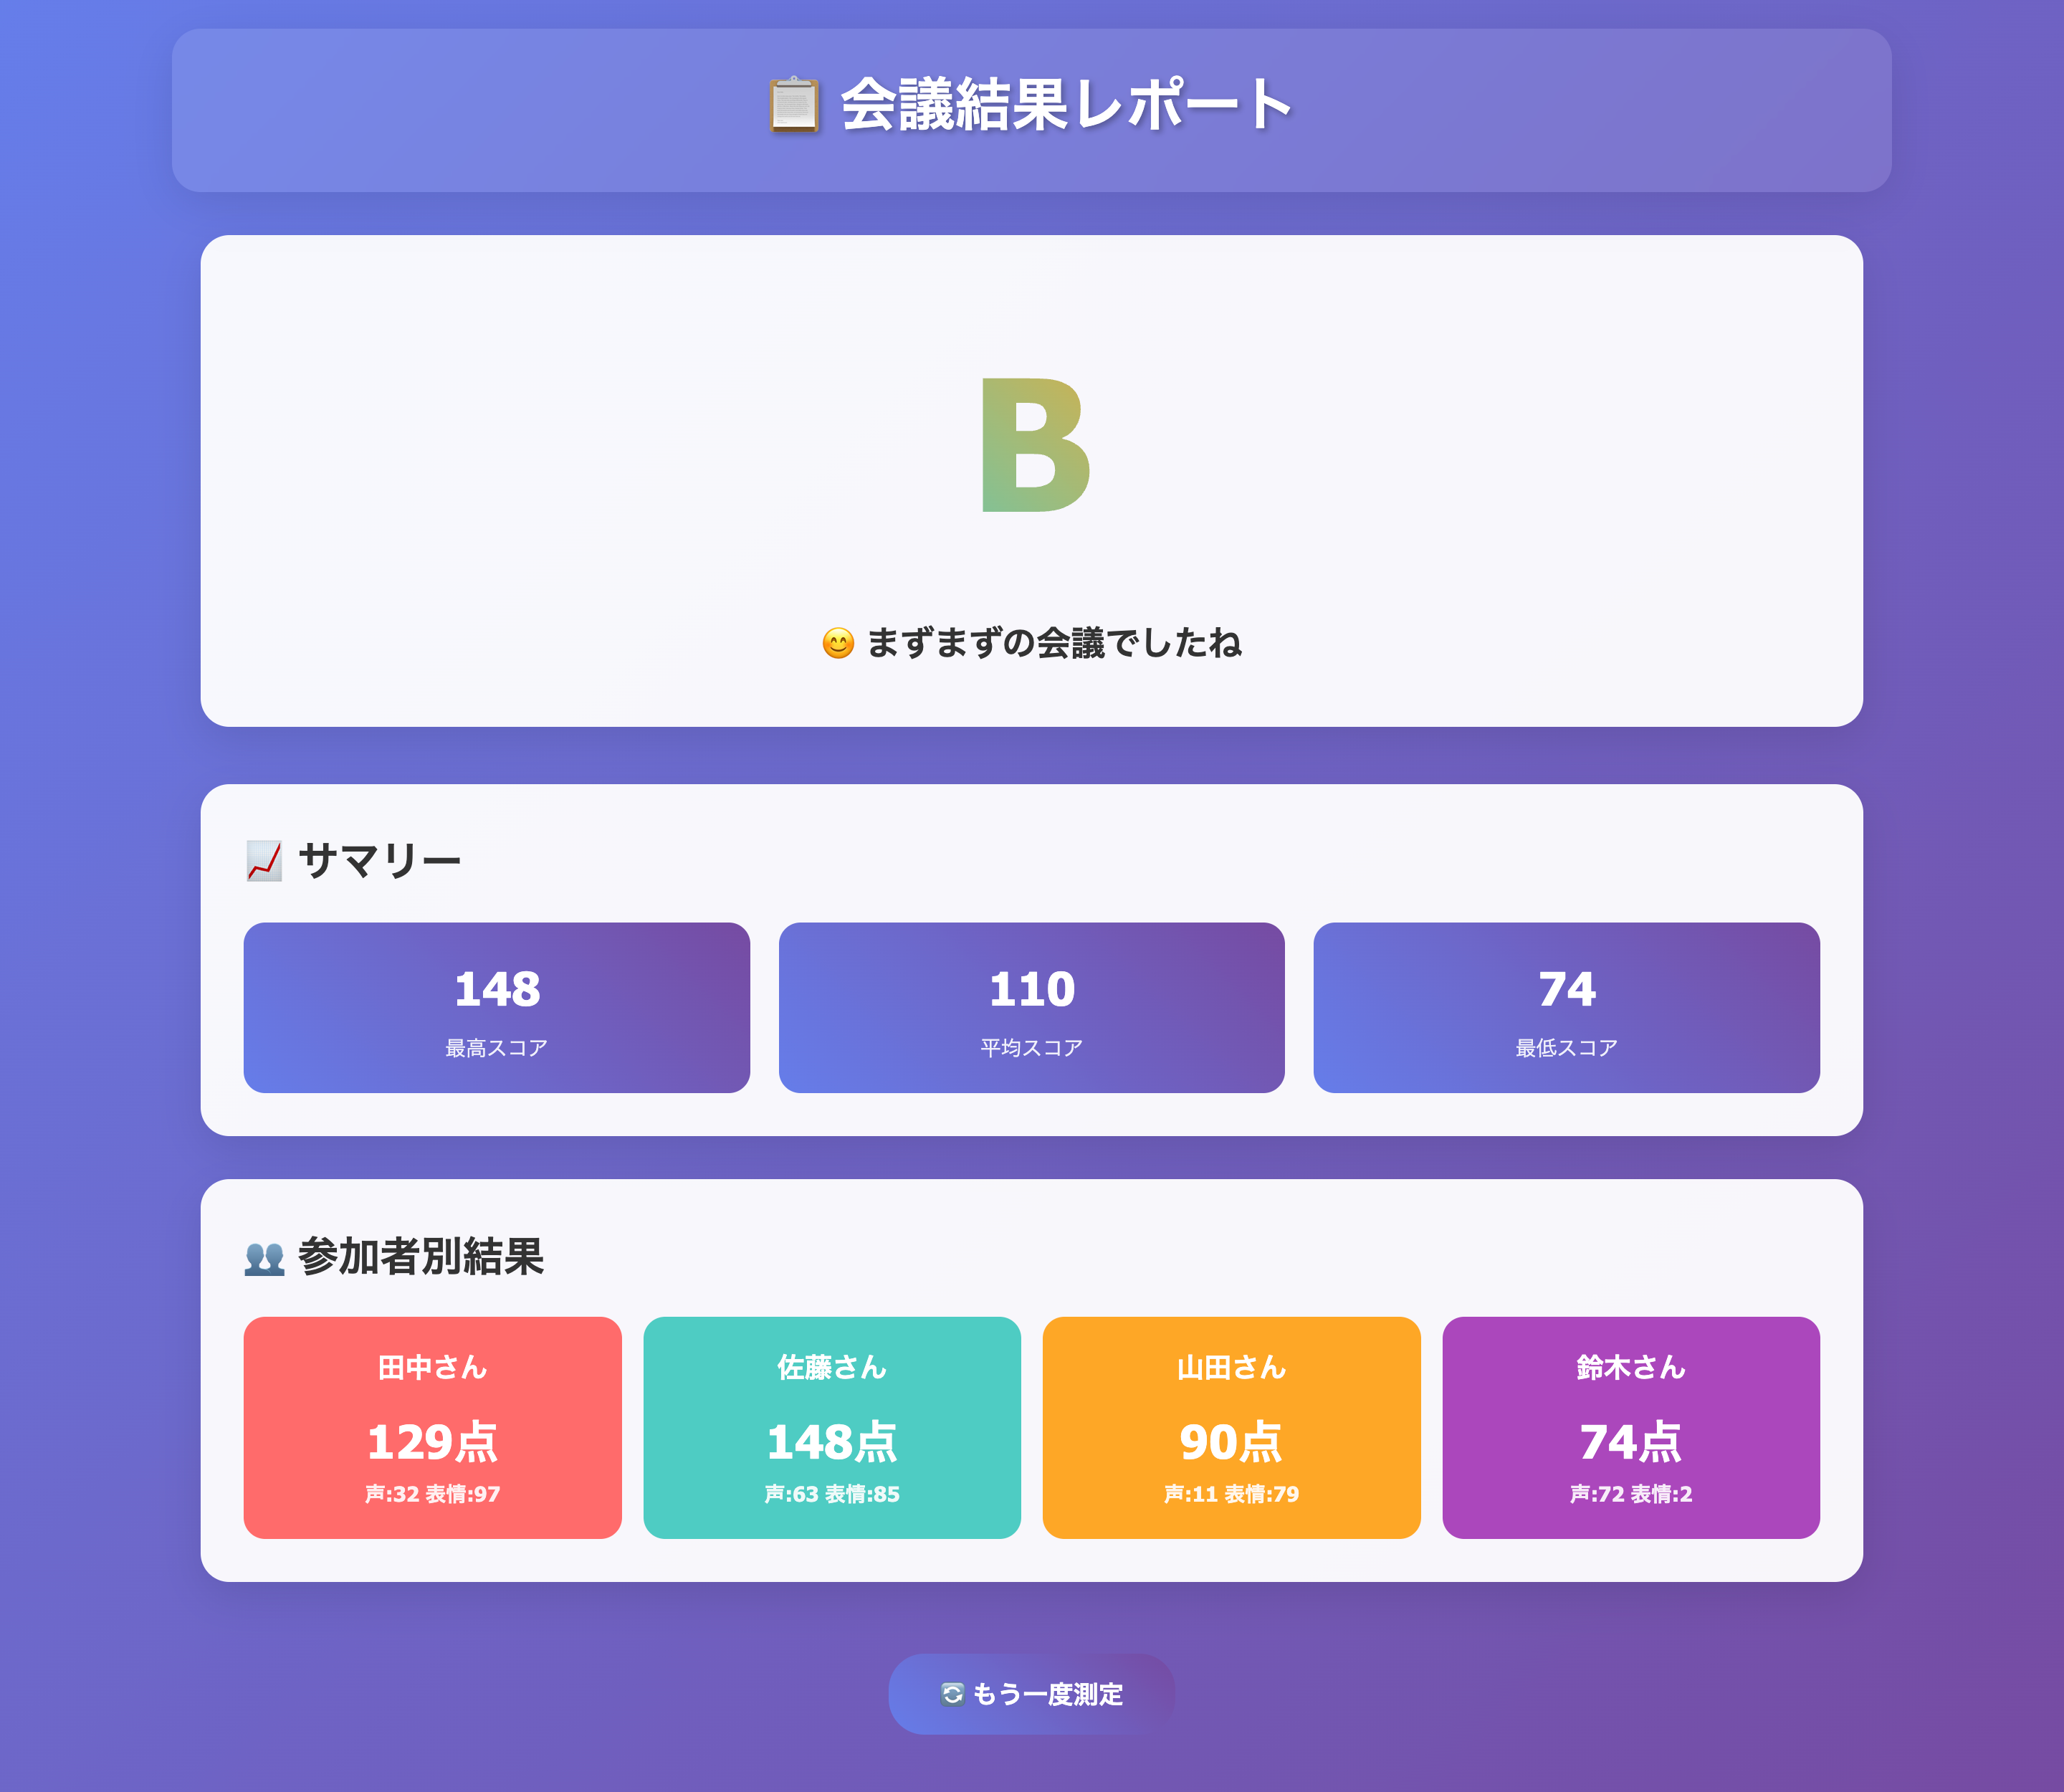 📋 会議結果レポート
B
😊 まずまずの会議でしたね
📈 サマリー
148
最高スコア
110
平均スコア
74
最低スコア
👥 参加者別結果
田中さん
129点
声:32 表情:97
佐藤さん
148点
声:63 表情:85
山田さん
90点
声:11 表情:79
鈴木さん
74点
声:72 表情:2
🔄 もう一度測定